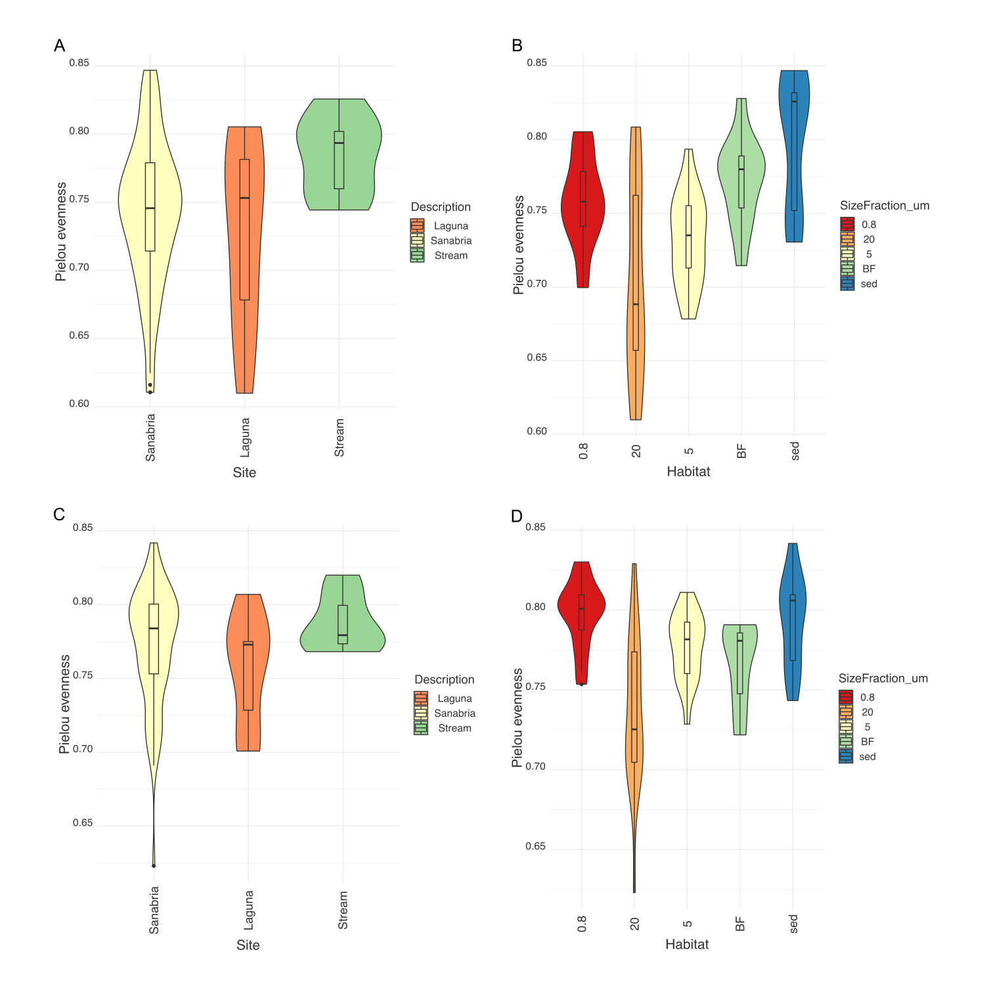 A
0.85
0.80
0.75
0.70
0.65
0.60
Pielou evenness
Sanabria
Laguna
Stream
Site
Description
Laguna
Sanabria
Stream
B
0.85
0.80
0.75
0.70
0.65
0.60
Pielou evenness
0.8
20
5
BF
sed
Habitat
SizeFraction_um
0.8
20
5
BF
sed
C
0.85
0.80
0.75
0.70
0.65
Pielou evenness
Sanabria
Laguna
Stream
Site
Description
Laguna
Sanabria
Stream
D
0.85
0.80
0.75
0.70
0.65
Pielou evenness
0.8
20
5
BF
sed
Habitat
SizeFraction_um
0.8
20
5
BF
sed